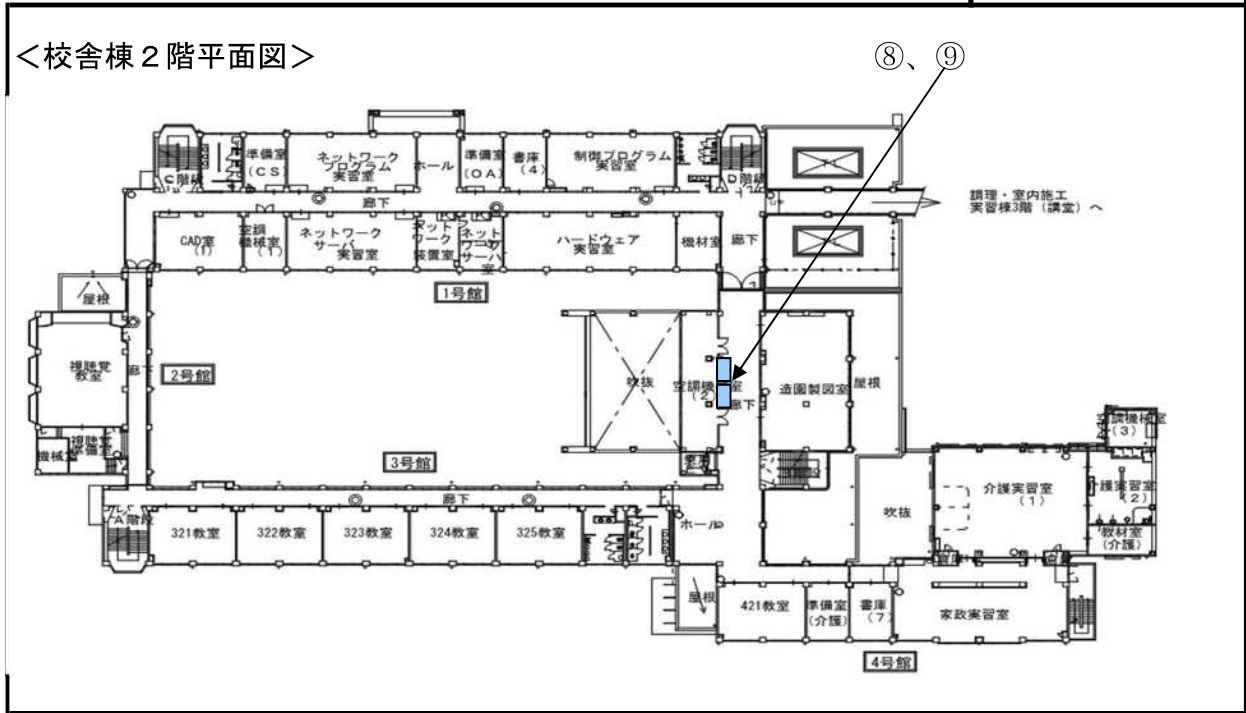 ＜校舎棟２階平面図＞
⑧、⑨
C階段
準備室
(CS)
ネットワーク
プログラム
実習室
ホール
準備室
(OA)
書庫
(4)
制御プログラム
実習室
D階段
調理・室内施工
実習棟3階（講堂）へ
廊下
CAD室
(1)
空調
機械室
(1)
ネットワーク
サーバ
実習室
ネット
ワーク
装置室
ネット
ワーク
サーバ
室
ハードウェア
実習室
機材室
廊下
1号館
屋根
視聴覚
教室
廊下
2号館
吹抜
空調機械室
(2)
廊下
造園製図室
屋根
視聴覚
準備室
機械室
3号館
空調機械室
(3)
介護実習室
(1)
介護実習室
(2)
教材室
(介護)
吹抜
廊下
A階段
321教室
322教室
323教室
324教室
325教室
ホール
屋根
421教室
準備室
(介護)
書庫
(7)
家政実習室
4号館